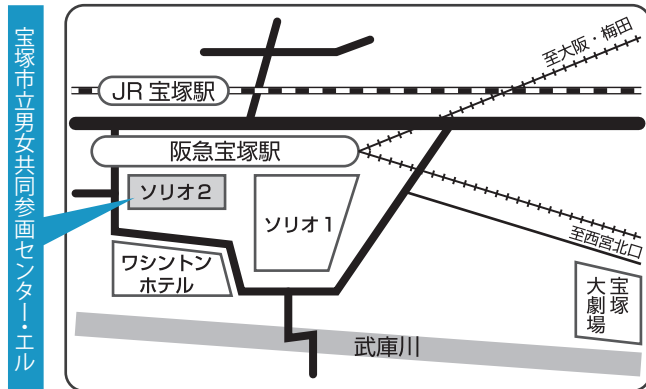 宝塚市立男女共同参画センター・エル
至大阪・梅田
JR 宝塚駅
阪急宝塚駅
ソリオ2
ソリオ1
至西宮北口
ワシントン
ホテル
宝塚
大劇場
武庫川